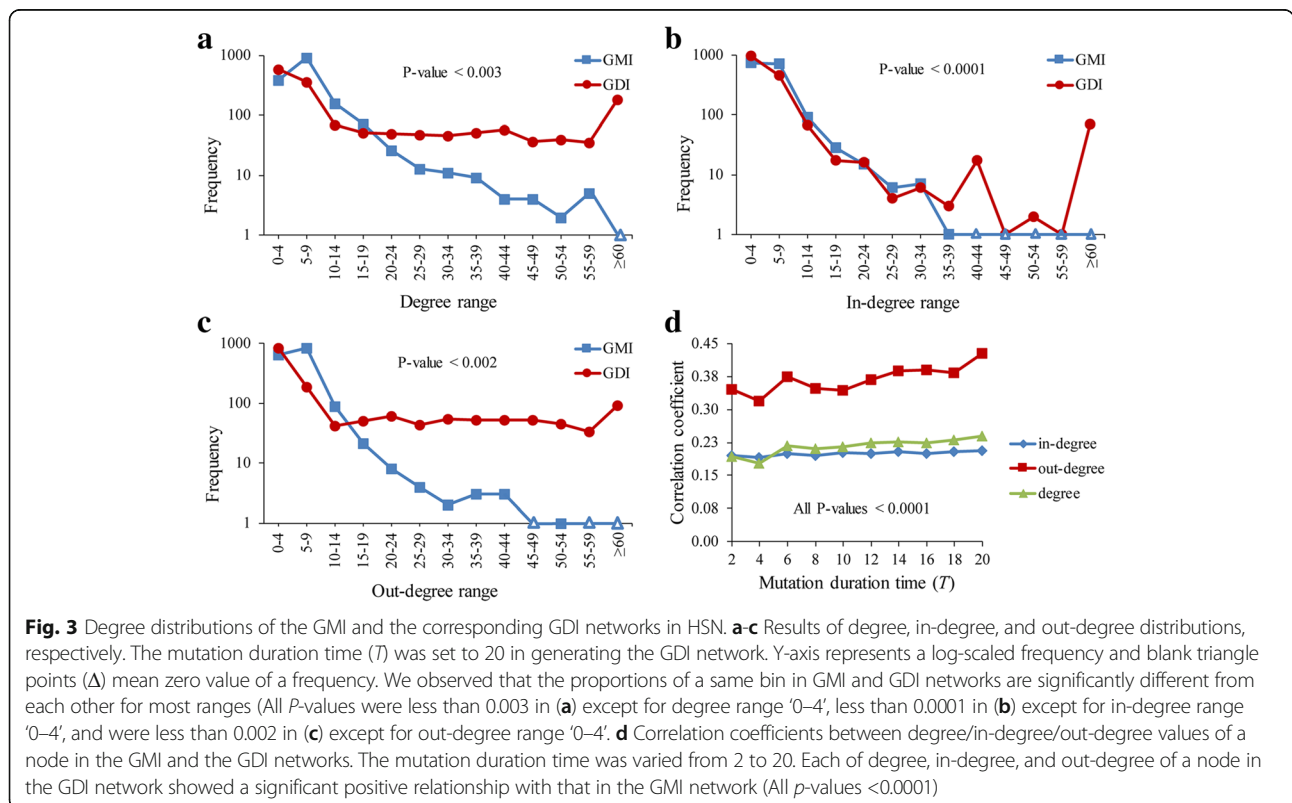 a
1000
100
10
1
Frequency
P-value < 0.003
GMI
GDI
0-4
5-9
10-14
15-19
20-24
25-29
30-34
35-39
40-44
45-49
50-54
55-59
≥60
Degree range
b
1000
100
10
1
Frequency
P-value < 0.0001
GMI
GDI
0-4
5-9
10-14
15-19
20-24
25-29
30-34
35-39
40-44
45-49
50-54
55-59
≥60
In-degree range
c
1000
100
10
1
Frequency
P-value < 0.002
GMI
GDI
0-4
5-9
10-14
15-19
20-24
25-29
30-34
35-39
40-44
45-49
50-54
55-59
≥60
Out-degree range
d
0.45
0.38
0.30
0.23
0.15
0.08
0.00
Correlation coefficient
All P-values < 0.0001
in-degree
out-degree
degree
2 4 6 8 10 12 14 16 18 20
Mutation duration time (T)
Fig. 3 Degree distributions of the GMI and the corresponding GDI networks in HSN. a-c Results of degree, in-degree, and out-degree distributions,
respectively. The mutation duration time (T) was set to 20 in generating the GDI network. Y-axis represents a log-scaled frequency and blank triangle
points (Δ) mean zero value of a frequency. We observed that the proportions of a same bin in GMI and GDI networks are significantly different from
each other for most ranges (All P-values were less than 0.003 in (a) except for degree range ‘0–4’, less than 0.0001 in (b) except for in-degree range
‘0–4’, and were less than 0.002 in (c) except for out-degree range ‘0–4’. d Correlation coefficients between degree/in-degree/out-degree values of a
node in the GMI and the GDI networks. The mutation duration time was varied from 2 to 20. Each of degree, in-degree, and out-degree of a node in
the GDI network showed a significant positive relationship with that in the GMI network (All p-values <0.0001)